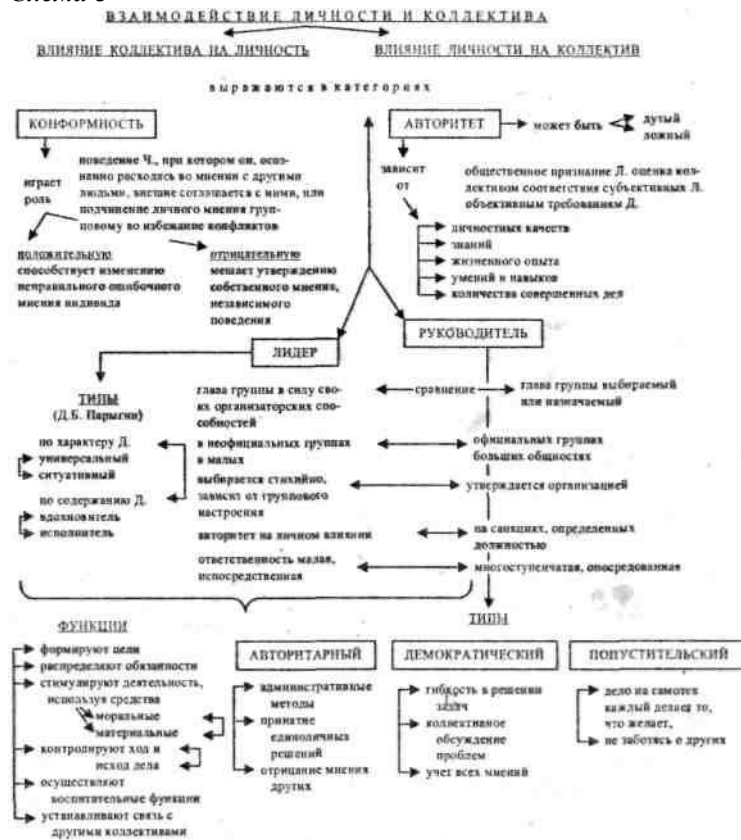 ВЗАИМОДЕЙСТВИЕ ЛИЧНОСТИ И КОЛЛЕКТИВА
ВЛИЯНИЕ КОЛЛЕКТИВА НА ЛИЧНОСТЬ
ВЛИЯНИЕ ЛИЧНОСТИ НА КОЛЛЕКТИВ
выражаются в категориях
КОНФОРМНОСТЬ
играет
роль
поведение Ч., при котором он, осоз-
нанно расходясь во мнении с другими
людьми, внешне соглашается с ними, или
подчинение личного мнения груп-
повому во избежание конфликтов
положительную
способствует изменению
неправильного ошибочного
мнения индивида
отрицательную
мешает утверждению
собственного мнения,
независимого
поведения
АВТОРИТЕТ
может быть
дутый
ложный
зависит
от
общественное признание Л. оценка кол-
лективом соответствия субъективных Л.
объективным требованиям Д.
личностных качеств
знаний
жизненного опыта
умений и навыков
количества совершенных дел
ЛИДЕР
РУКОВОДИТЕЛЬ
ТИПЫ
(Д.Б. Парыгин)
по характеру Д.
универсальный
ситуативный
по содержанию Д.
вдохновитель
исполнитель
глава группы в силу сво-
их организаторских спо-
собностей
сравнение
глава группы выбираемый
или назначаемый
в неофициальных группах
в малых
официальных группах
больших общностях
выбирается стихийно,
зависит от группового
настроения
утверждается организацией
авторитет на личном влиянии
на санкциях, определенных
должностью
ответственность малая,
непосредственная
многоступенчатая, опосредованная
ФУНКЦИИ
формируют цели
распределяют обязанности
стимулируют деятельность,
используя средства
моральные
материальные
контролируют ход и
исход дела
осуществляют
воспитательные функции
устанавливают связь с
другими коллективами
ТИПЫ
АВТОРИТАРНЫЙ
административные
методы
принятие
единоличных
решений
отрицание мнения
других
ДЕМОКРАТИЧЕСКИЙ
гибкость в решении
задач
коллективное
обсуждение
проблем
учет всех мнений
ПОПУСТИТЕЛЬСКИЙ
дело на самотек
каждый делает то,
что желает,
не заботясь о других